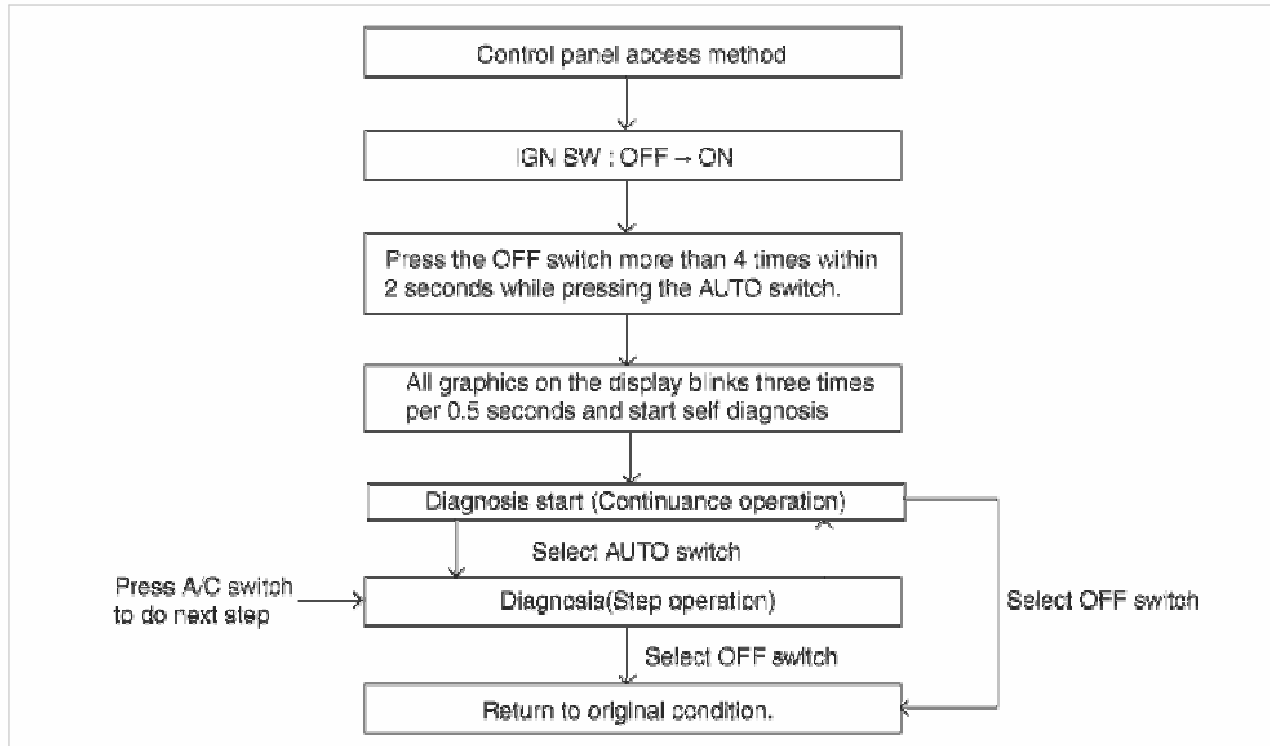 Control panel access method
IGN SW : OFF → ON
Press the OFF switch more than 4 times within
2 seconds while pressing the AUTO switch.
All graphics on the display blinks three times
per 0.5 seconds and start self diagnosis
Diagnosis start (Continuance operation)
Select AUTO switch
Press A/C switch
to do next step
Diagnosis(Step operation)
Select OFF switch
Select OFF switch
Return to original condition.